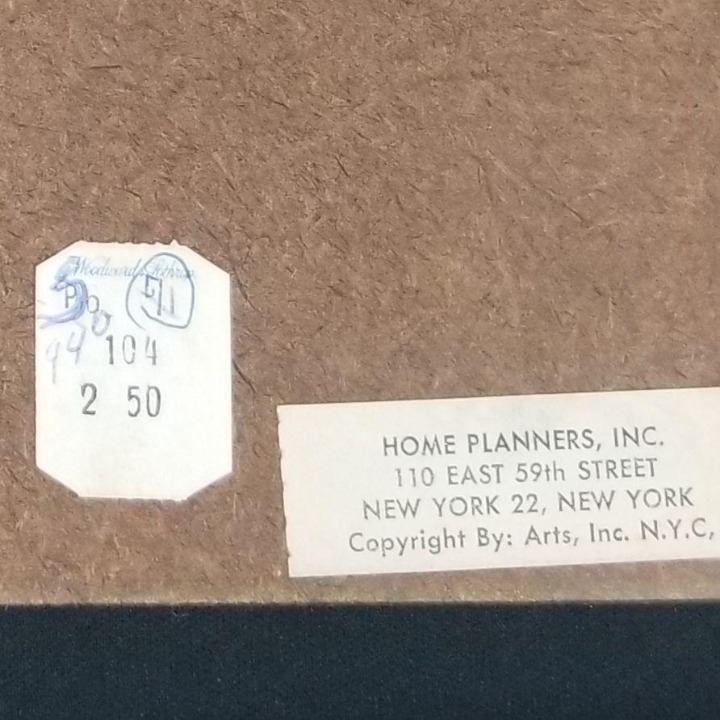 Woodward & Lothrop
104
2 50
HOME PLANNERS, INC.
110 EAST 59th STREET
NEW YORK 22, NEW YORK
Copyright By: Arts, Inc. N.Y.C,